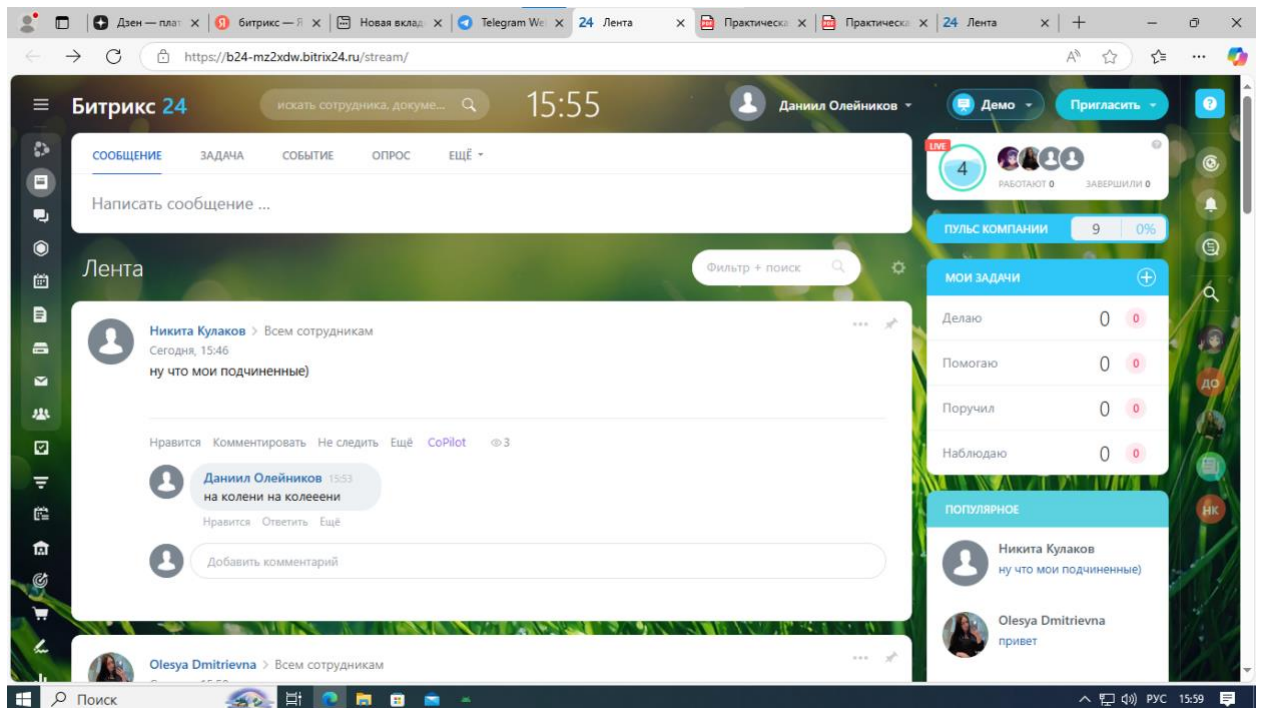 Дзен — плат
битрикс — Я
Новая вклад
Telegram We
24 Лента
Практическа
Практическа
24 Лента
https://b24-mz2xdw.bitrix24.ru/stream/
Битрикс 24
искать сотрудника, докуме...
15:55
Даниил Олейников
Демо
Пригласить
СООБЩЕНИЕ ЗАДАЧА СОБЫТИЕ ОПРОС ЕЩЁ
Написать сообщение ...
LIVE
4
РАБОТАЮТ 0 ЗАВЕРШИЛИ 0
ПУЛЬС КОМПАНИИ 9 0%
Лента
Фильтр + поиск
МОИ ЗАДАЧИ
Делаю 0 0
Помогаю 0 0
Поручил 0 0
Наблюдаю 0 0
Никита Кулаков > Всем сотрудникам
Сегодня, 15:46
ну что мои подчиненные)
Нравится Комментировать Не следить Ещё CoPilot 3
Даниил Олейников 15:53
на колени на колееени
Нравится Ответить Ещё
Добавить комментарий
ПОПУЛЯРНОЕ
Никита Кулаков
ну что мои подчиненные)
Olesya Dmitrievna
привет
ДО
НК
Olesya Dmitrievna > Всем сотрудникам
Поиск
РУС 15:59